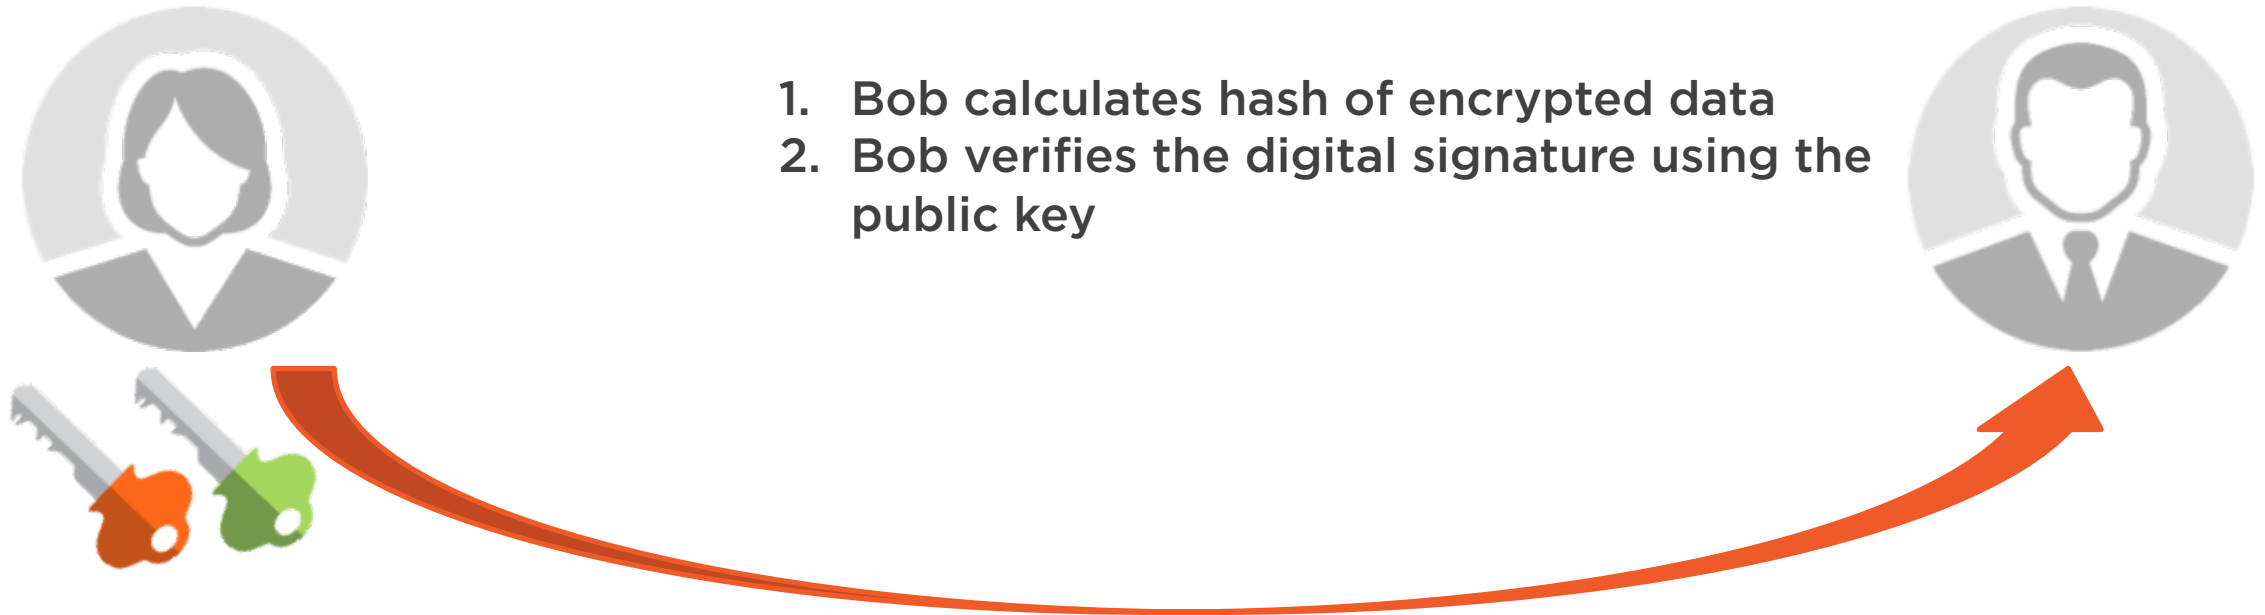 1. Bob calculates hash of encrypted data
2. Bob verifies the digital signature using the
public key